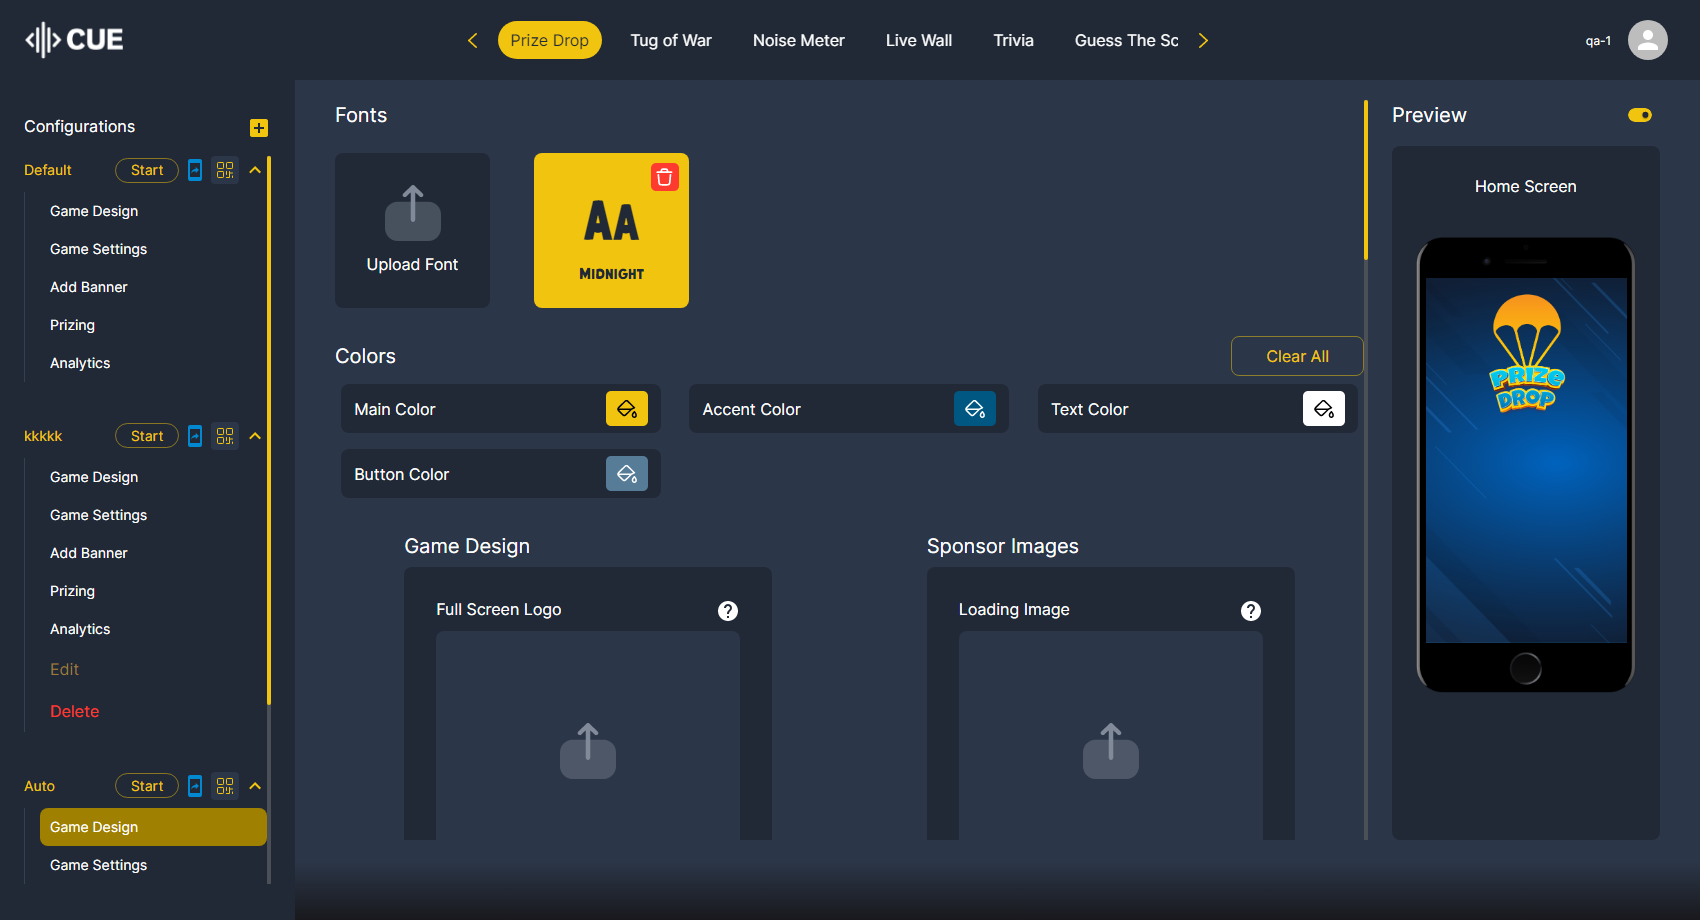 CUE
Prize Drop
Tug of War
Noise Meter
Live Wall
Trivia
Guess The Sc
qa-1
Configurations
Default
Start
Game Design
Game Settings
Add Banner
Prizing
Analytics
kkkkk
Start
Game Design
Game Settings
Add Banner
Prizing
Analytics
Edit
Delete
Auto
Start
Game Design
Game Settings
Fonts
Upload Font
AA
MIDNIGHT
Colors
Clear All
Main Color
Accent Color
Text Color
Button Color
Game Design
Full Screen Logo
?
Sponsor Images
Loading Image
?
Preview
Home Screen
PRIZE
DROP